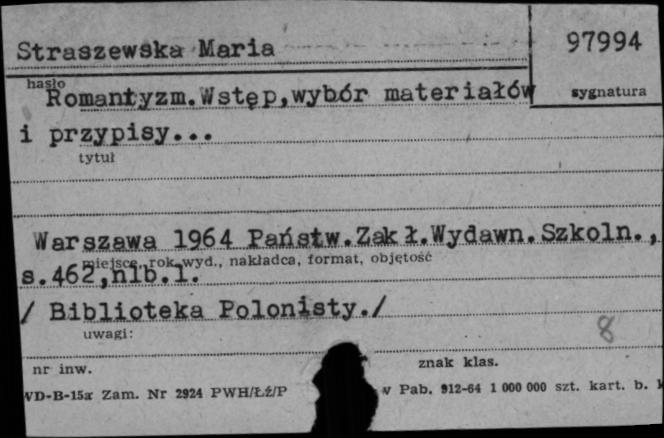 Straszewska Maria
97994
hasło
sygnatura
Romantyzm.Wstęp,wybór materiałów
i przypisy...
tytuł
Warszawa 1964 Państw.Zakł.Wydawn.Szkoln.,
miejsce, rok wyd., nakładca, format, objętość
s.462,nlb.1.
/ Biblioteka Polonisty./
uwagi:
8
nr inw.
znak klas.
WD-B-15a Zam. Nr 2924 PWH/Łź/P
w Pab. 912-64 1 000 000 szt. kart. b.